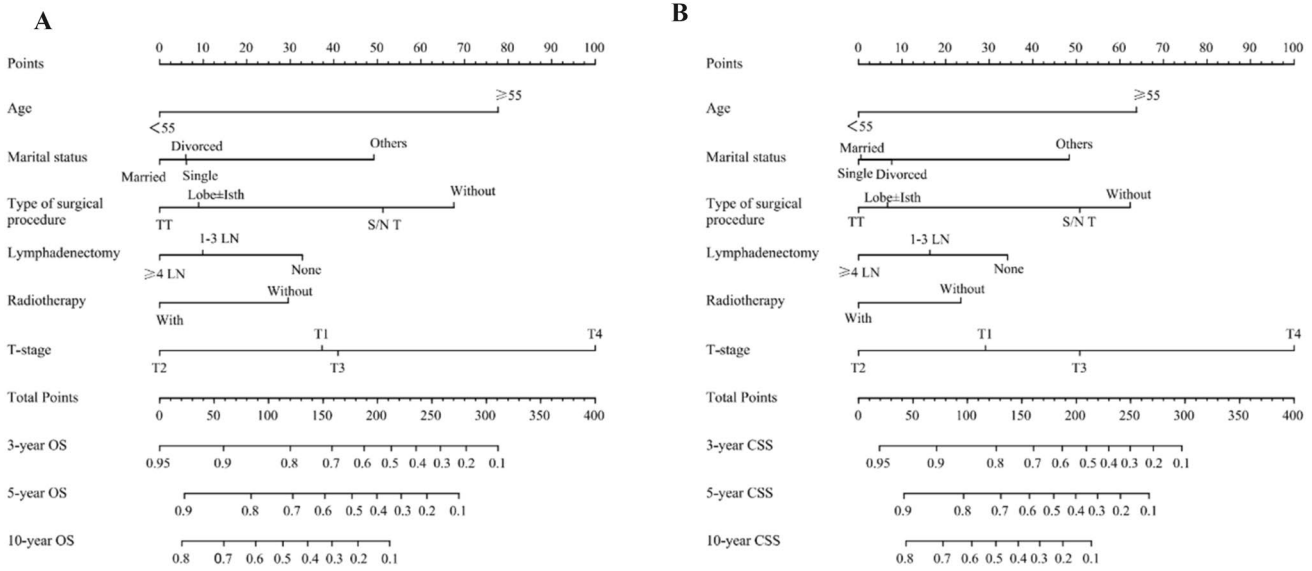 A
0 10 20 30 40 50 60 70 80 90 100
Points
⩾55
Age
<55
Divorced Others
Marital status
Married Single
Lobe±Isth Without
Type of surgical
procedure
TT S/N T
1-3 LN
Lymphadenectomy
⩾4 LN None
Without
Radiotherapy
With
T1 T4
T-stage
T2 T3
Total Points
0 50 100 150 200 250 300 350 400
3-year OS
0.95 0.9 0.8 0.7 0.6 0.5 0.4 0.3 0.2 0.1
5-year OS
0.9 0.8 0.7 0.6 0.5 0.4 0.3 0.2 0.1
10-year OS
0.8 0.7 0.6 0.5 0.4 0.3 0.2 0.1
B
0 10 20 30 40 50 60 70 80 90 100
Points
⩾55
Age
<55
Married Others
Marital status
Single Divorced
Lobe±Isth Without
Type of surgical
procedure
TT S/N T
1-3 LN
Lymphadenectomy
⩾4 LN None
Without
Radiotherapy
With
T1 T4
T-stage
T2 T3
Total Points
0 50 100 150 200 250 300 350 400
3-year CSS
0.95 0.9 0.8 0.7 0.6 0.5 0.4 0.3 0.2 0.1
5-year CSS
0.9 0.8 0.7 0.6 0.5 0.4 0.3 0.2 0.1
10-year CSS
0.8 0.7 0.6 0.5 0.4 0.3 0.2 0.1